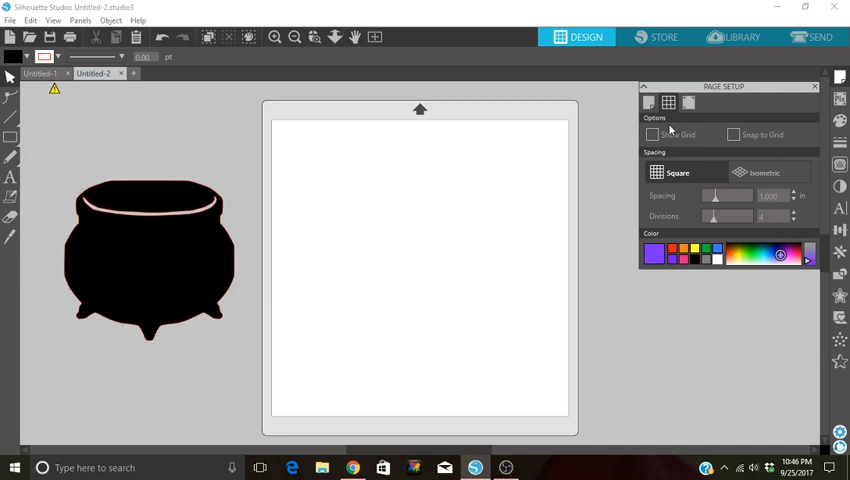 Silhouette Studio: Untitled-2.studio3
File Edit View Panels Object Help
DESIGN STORE LIBRARY SEND
0.00 pt
Untitled-1 × Untitled-2 × +
PAGE SETUP
Options
Show Grid Snap to Grid
Spacing
Square Isometric
Spacing 1.000 in
Divisions 4
Color
Type here to search
10:46 PM
9/25/2017